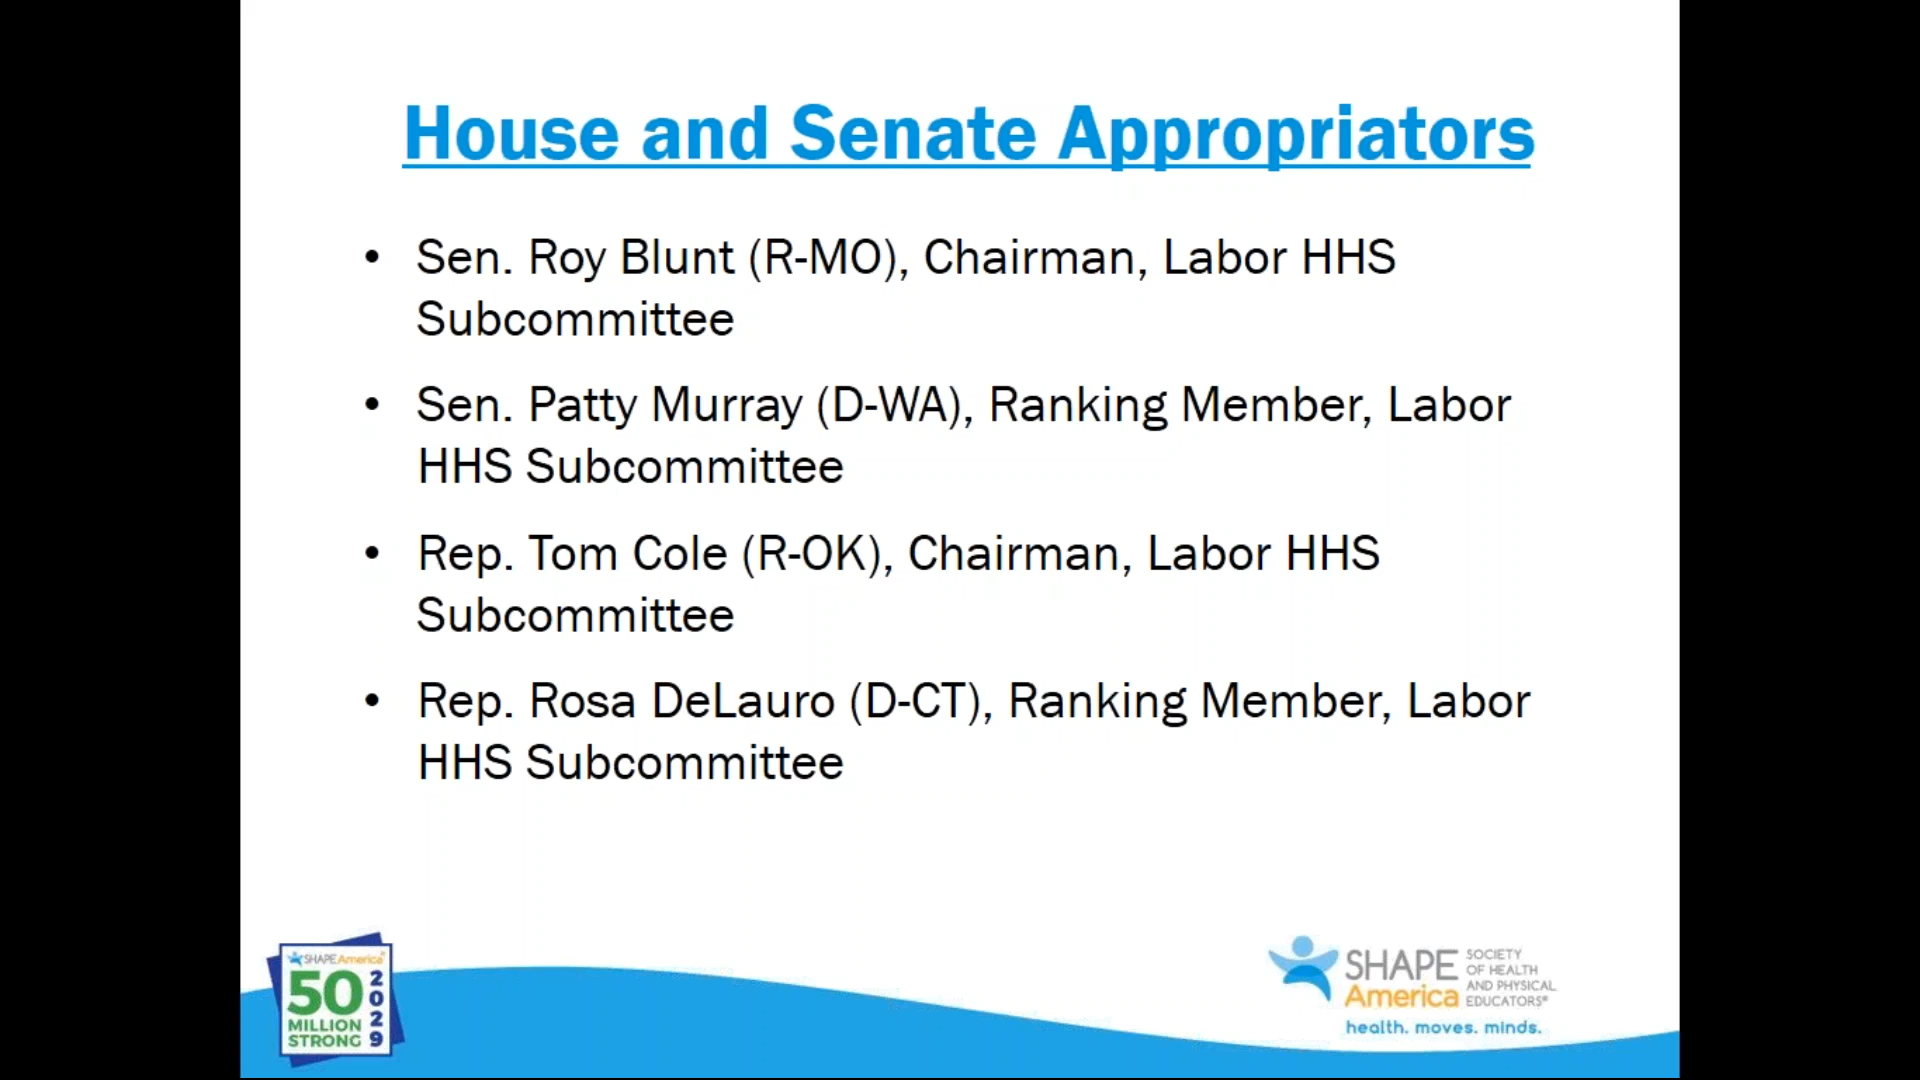 House and Senate Appropriators
• Sen. Roy Blunt (R-MO), Chairman, Labor HHS
Subcommittee
• Sen. Patty Murray (D-WA), Ranking Member, Labor
HHS Subcommittee
• Rep. Tom Cole (R-OK), Chairman, Labor HHS
Subcommittee
• Rep. Rosa DeLauro (D-CT), Ranking Member, Labor
HHS Subcommittee
SHAPE America®
50
MILLION
STRONG
2029
SHAPE
America
SOCIETY
OF HEALTH
AND PHYSICAL
EDUCATORS®
health. moves. minds.